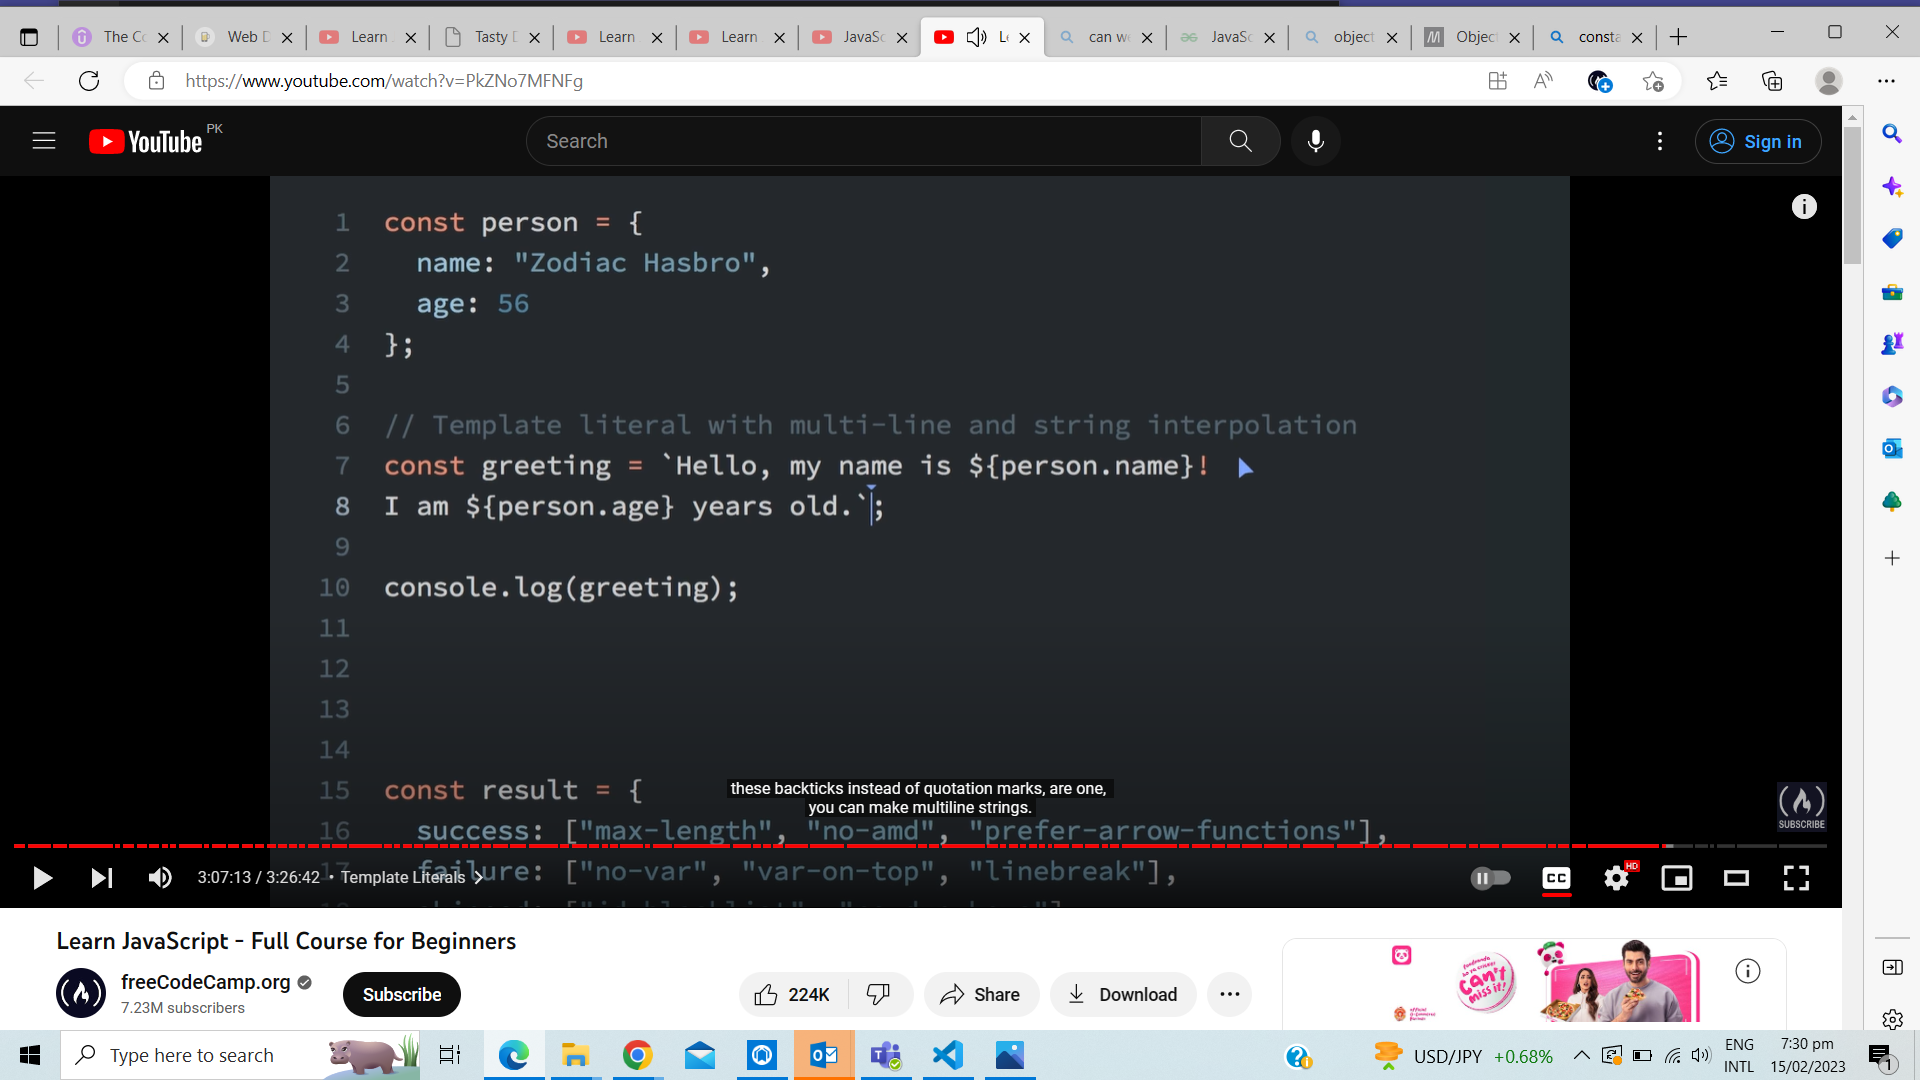 The Co
Web D
Learn
Tasty D
Learn
Learn
JavaSc
Le
can we
JavaSc
object
Objec
consta
https://www.youtube.com/watch?v=PkZNo7MFNFg
YouTube PK
Search
Sign in
1 const person = {
2 name: "Zodiac Hasbro",
3 age: 56
4 };
5
6 // Template literal with multi-line and string interpolation
7 const greeting = `Hello, my name is ${person.name}!
8 I am ${person.age} years old.`;
9
10 console.log(greeting);
11
12
13
14
15 const result = {
these backticks instead of quotation marks, are one,
you can make multiline strings.
16 success: ["max-length", "no-amd", "prefer-arrow-functions"],
17 failure: ["no-var", "var-on-top", "linebreak"],
SUBSCRIBE
3:07:13 / 3:26:42 • Template Literals
CC
HD
Learn JavaScript - Full Course for Beginners
freeCodeCamp.org
7.23M subscribers
Subscribe
224K
Share
Download
can't
miss it!
Type here to search
USD/JPY +0.68%
ENG
INTL
7:30 pm
15/02/2023
1